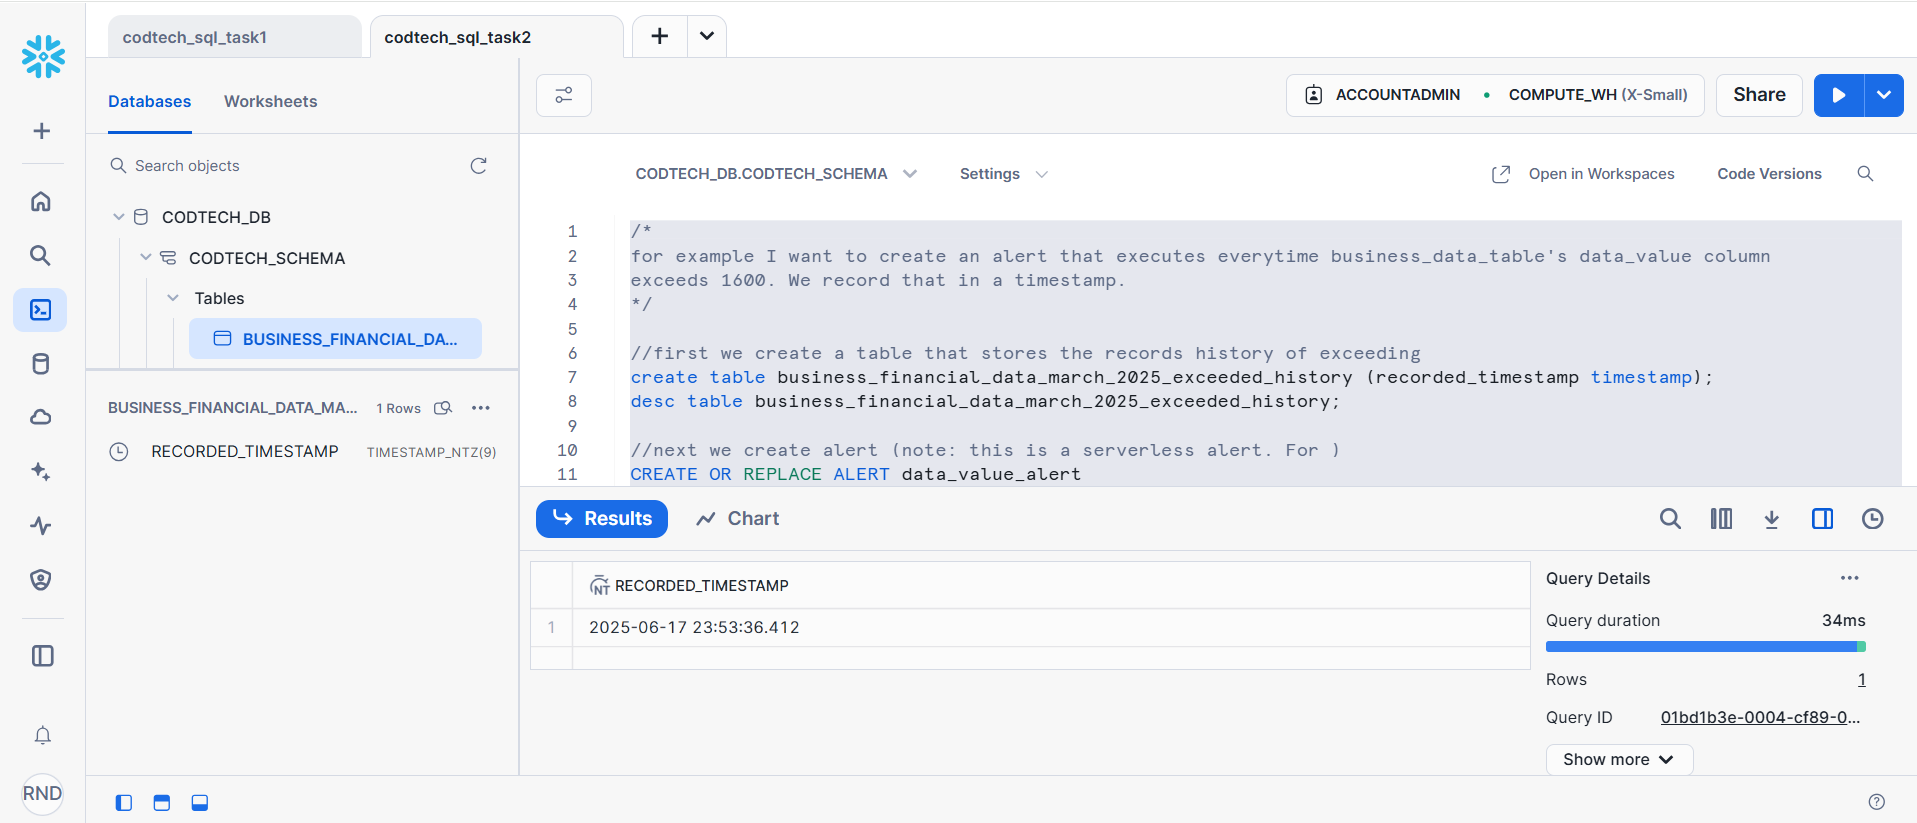 codtech_sql_task1
codtech_sql_task2
Databases
Worksheets
ACCOUNTADMIN
COMPUTE_WH (X-Small)
Share
Search objects
CODTECH_DB
CODTECH_SCHEMA
Tables
BUSINESS_FINANCIAL_DA...
BUSINESS_FINANCIAL_DATA_MA...
1 Rows
RECORDED_TIMESTAMP
TIMESTAMP_NTZ(9)
RND
CODTECH_DB.CODTECH_SCHEMA
Settings
Open in Workspaces
Code Versions
1 /*
2 for example I want to create an alert that executes everytime business_data_table's data_value column
3 exceeds 1600. We record that in a timestamp.
4 */
5
6 //first we create a table that stores the records history of exceeding
7 create table business_financial_data_march_2025_exceeded_history (recorded_timestamp timestamp);
8 desc table business_financial_data_march_2025_exceeded_history;
9
10 //next we create alert (note: this is a serverless alert. For )
11 CREATE OR REPLACE ALERT data_value_alert
Results
Chart
NT RECORDED_TIMESTAMP
1 2025-06-17 23:53:36.412
Query Details
Query duration 34ms
Rows 1
Query ID 01bd1b3e-0004-cf89-0...
Show more